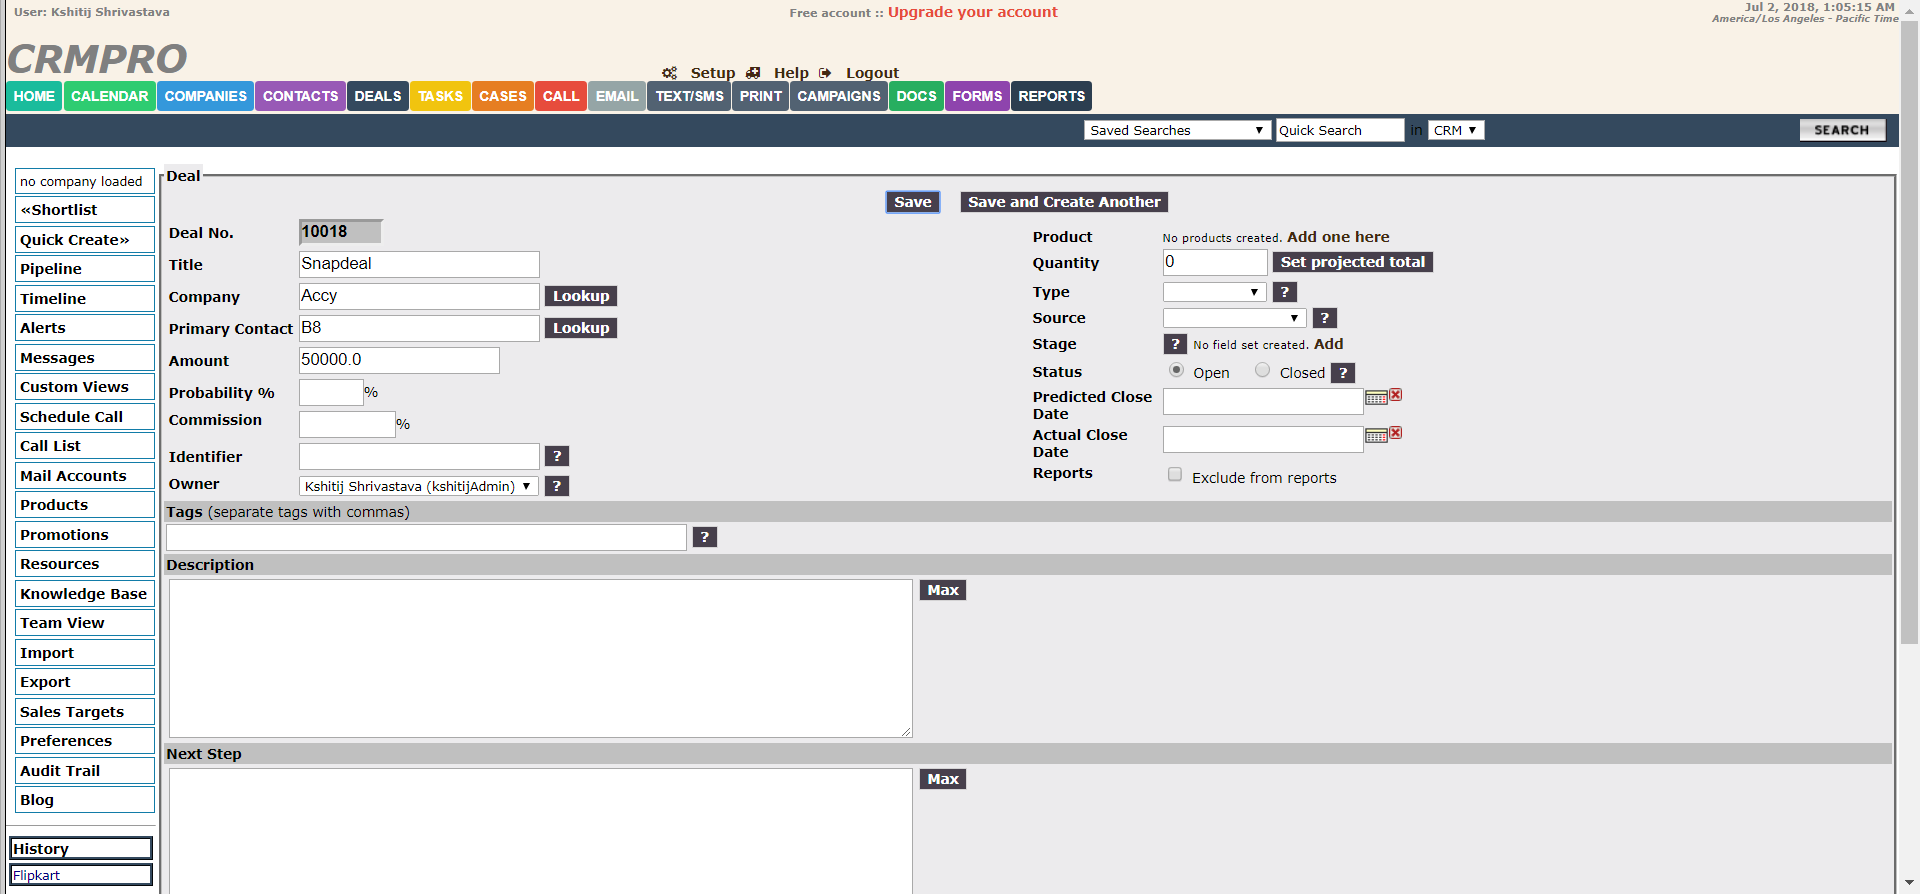 User: Kshitij Shrivastava
Free account :: Upgrade your account
Jul 2, 2018, 1:05:15 AM
America/Los Angeles - Pacific Time
CRMPRO
Setup Help Logout
HOME CALENDAR COMPANIES CONTACTS DEALS TASKS CASES CALL EMAIL TEXT/SMS PRINT CAMPAIGNS DOCS FORMS REPORTS
Saved Searches ▼ Quick Search in CRM ▼ SEARCH
no company loaded
«Shortlist
Quick Create»
Pipeline
Timeline
Alerts
Messages
Custom Views
Schedule Call
Call List
Mail Accounts
Products
Promotions
Resources
Knowledge Base
Team View
Import
Export
Sales Targets
Preferences
Audit Trail
Blog
History
Flipkart
Deal
Save Save and Create Another
Deal No. 10018
Title Snapdeal
Company Accy Lookup
Primary Contact B8 Lookup
Amount 50000.0
Probability % %
Commission %
Identifier ?
Owner Kshitij Shrivastava (kshitijAdmin) ▼ ?
Product No products created. Add one here
Quantity 0 Set projected total
Type ▼ ?
Source ▼ ?
Stage ? No field set created. Add
Status Open Closed ?
Predicted Close
Date
Actual Close
Date
Reports Exclude from reports
Tags (separate tags with commas)
?
Description
Max
Next Step
Max